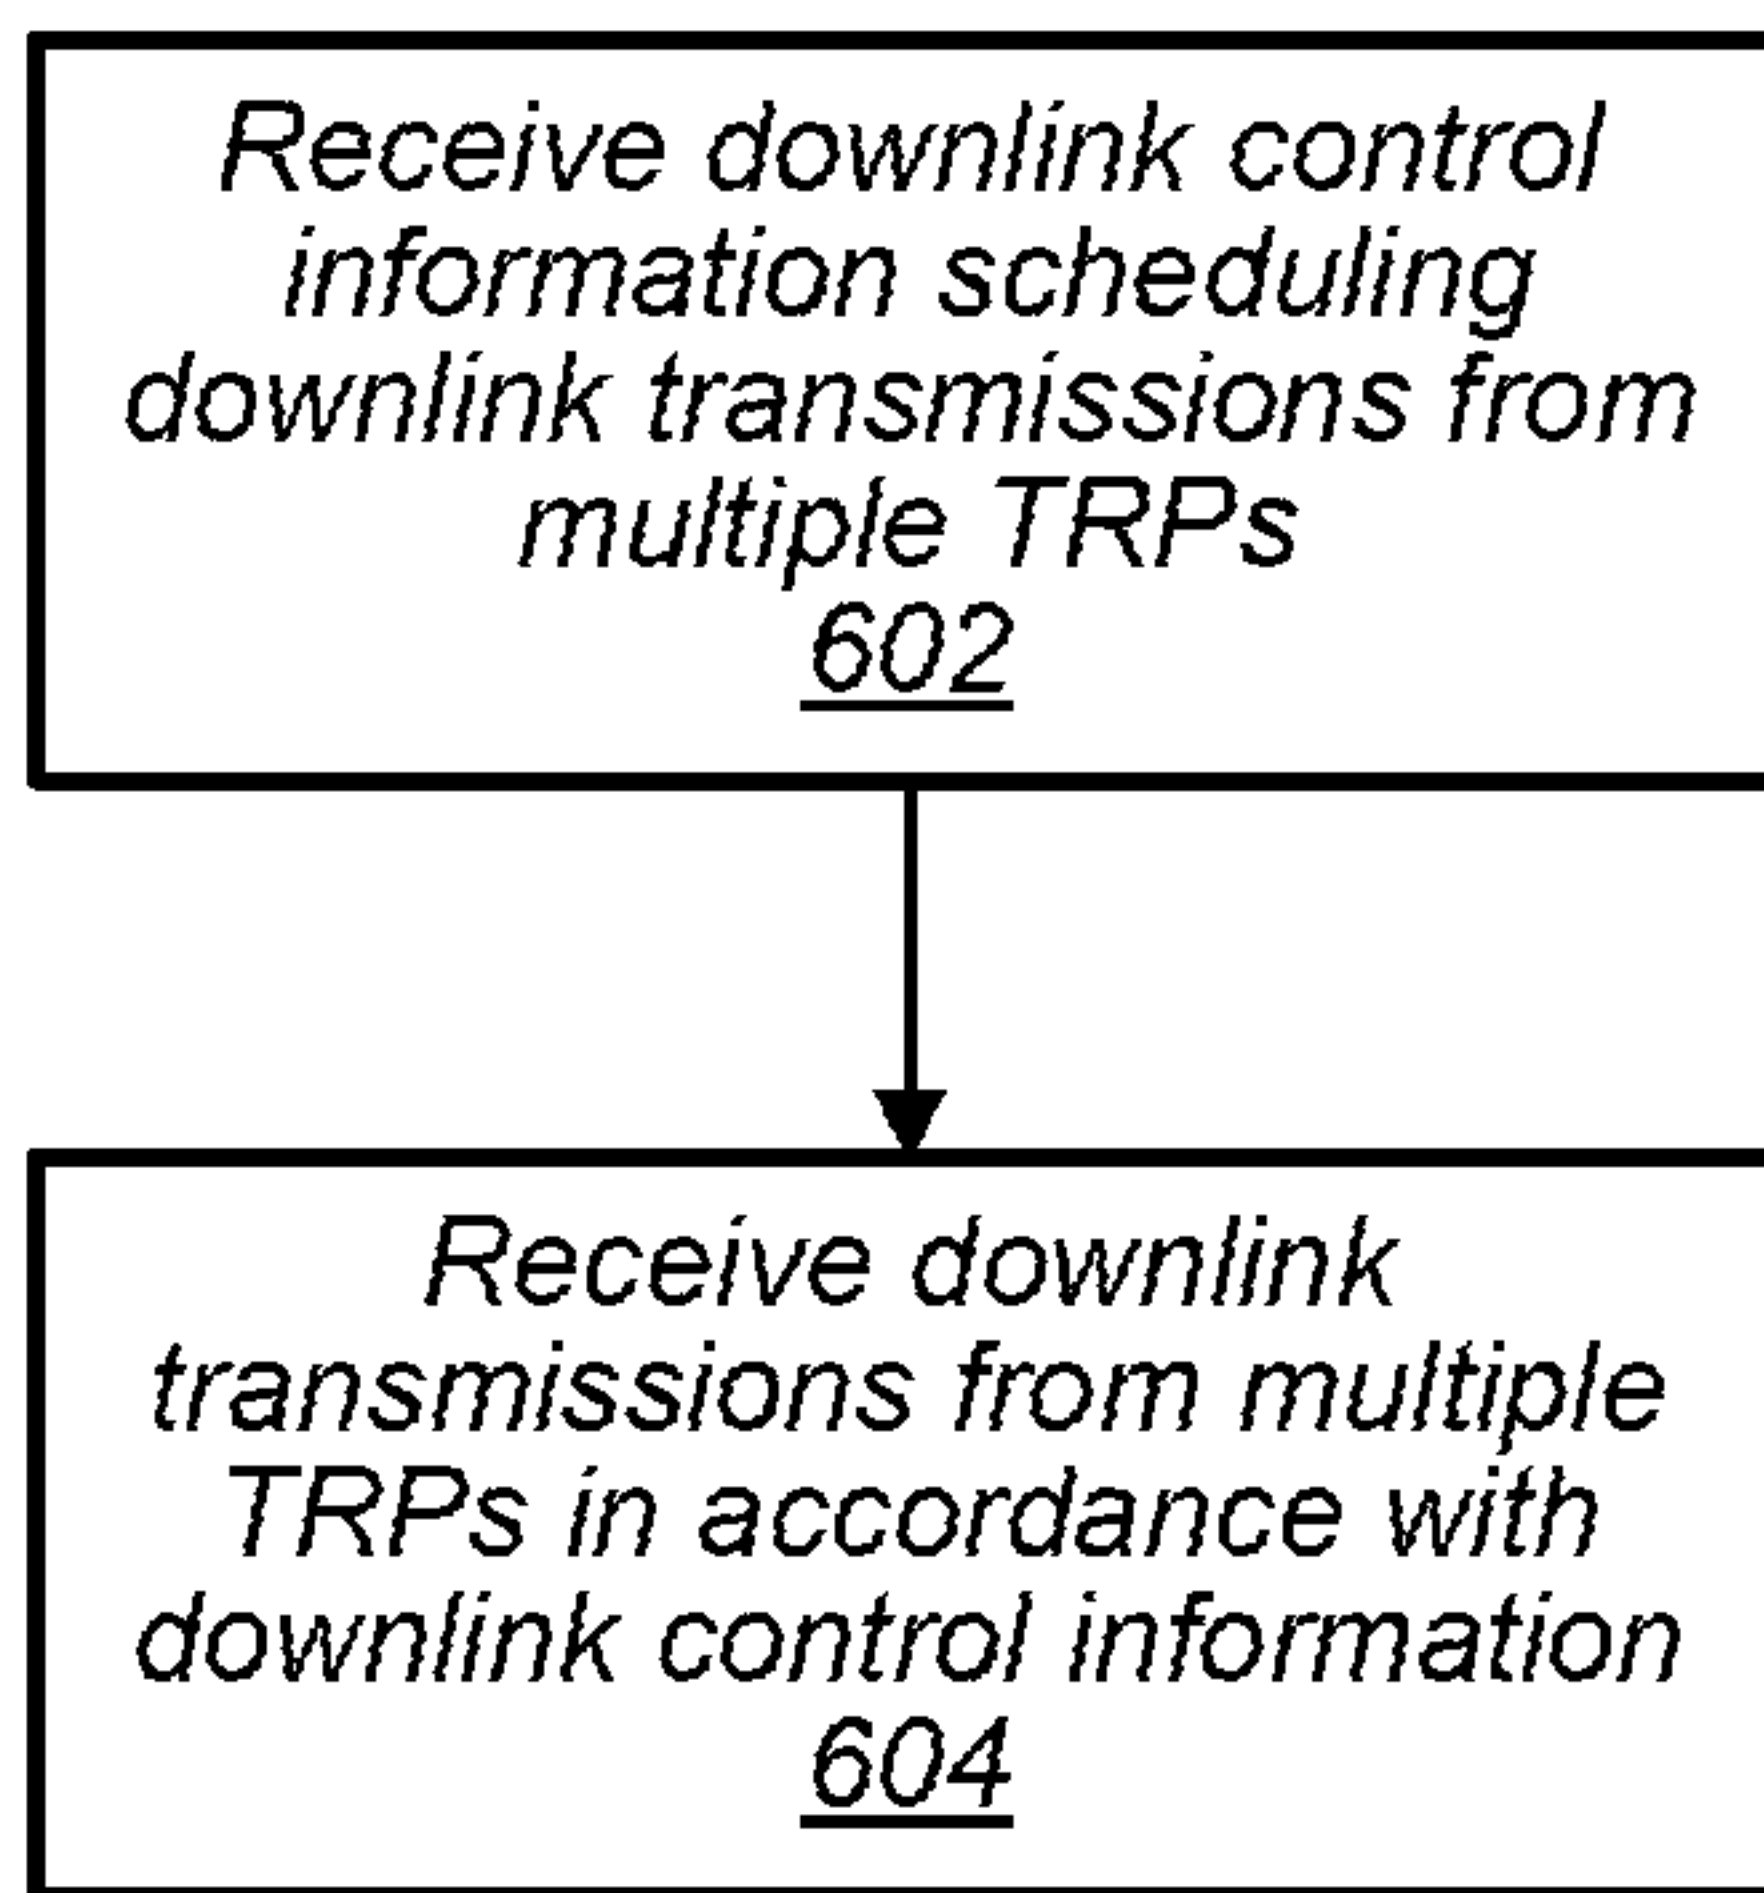 Receive downlink control
information scheduling
downlink transmissions from
multiple TRPs
602
Receive downlink
transmissions from multiple
TRPs in accordance with
downlink control information
604